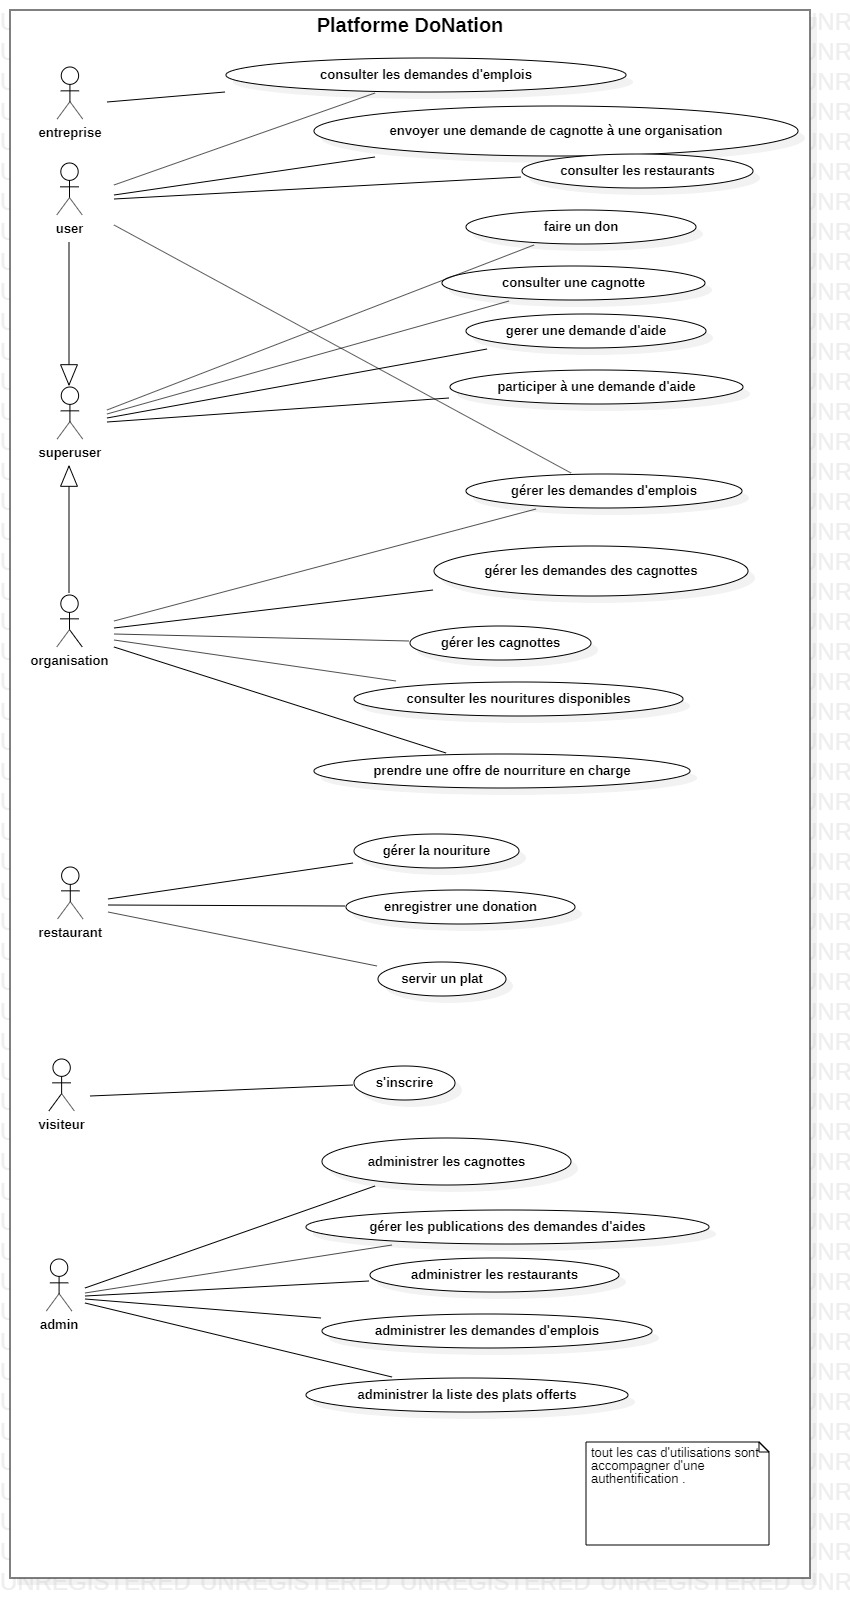 Platforme DoNation
consulter les demandes d'emplois
entreprise
envoyer une demande de cagnotte à une organisation
consulter les restaurants
user
faire un don
consulter une cagnotte
gerer une demande d'aide
participer à une demande d'aide
superuser
gérer les demandes d'emplois
gérer les demandes des cagnottes
gérer les cagnottes
organisation
consulter les nouritures disponibles
prendre une offre de nourriture en charge
gérer la nouriture
enregistrer une donation
restaurant
servir un plat
s'inscrire
visiteur
administrer les cagnottes
gérer les publications des demandes d'aides
administrer les restaurants
admin
administrer les demandes d'emplois
administrer la liste des plats offerts
tout les cas d'utilisations sont
accompagner d'une
authentification .
UNREGISTERED UNREGISTERED UNREGISTERED UNREGISTERED UNR